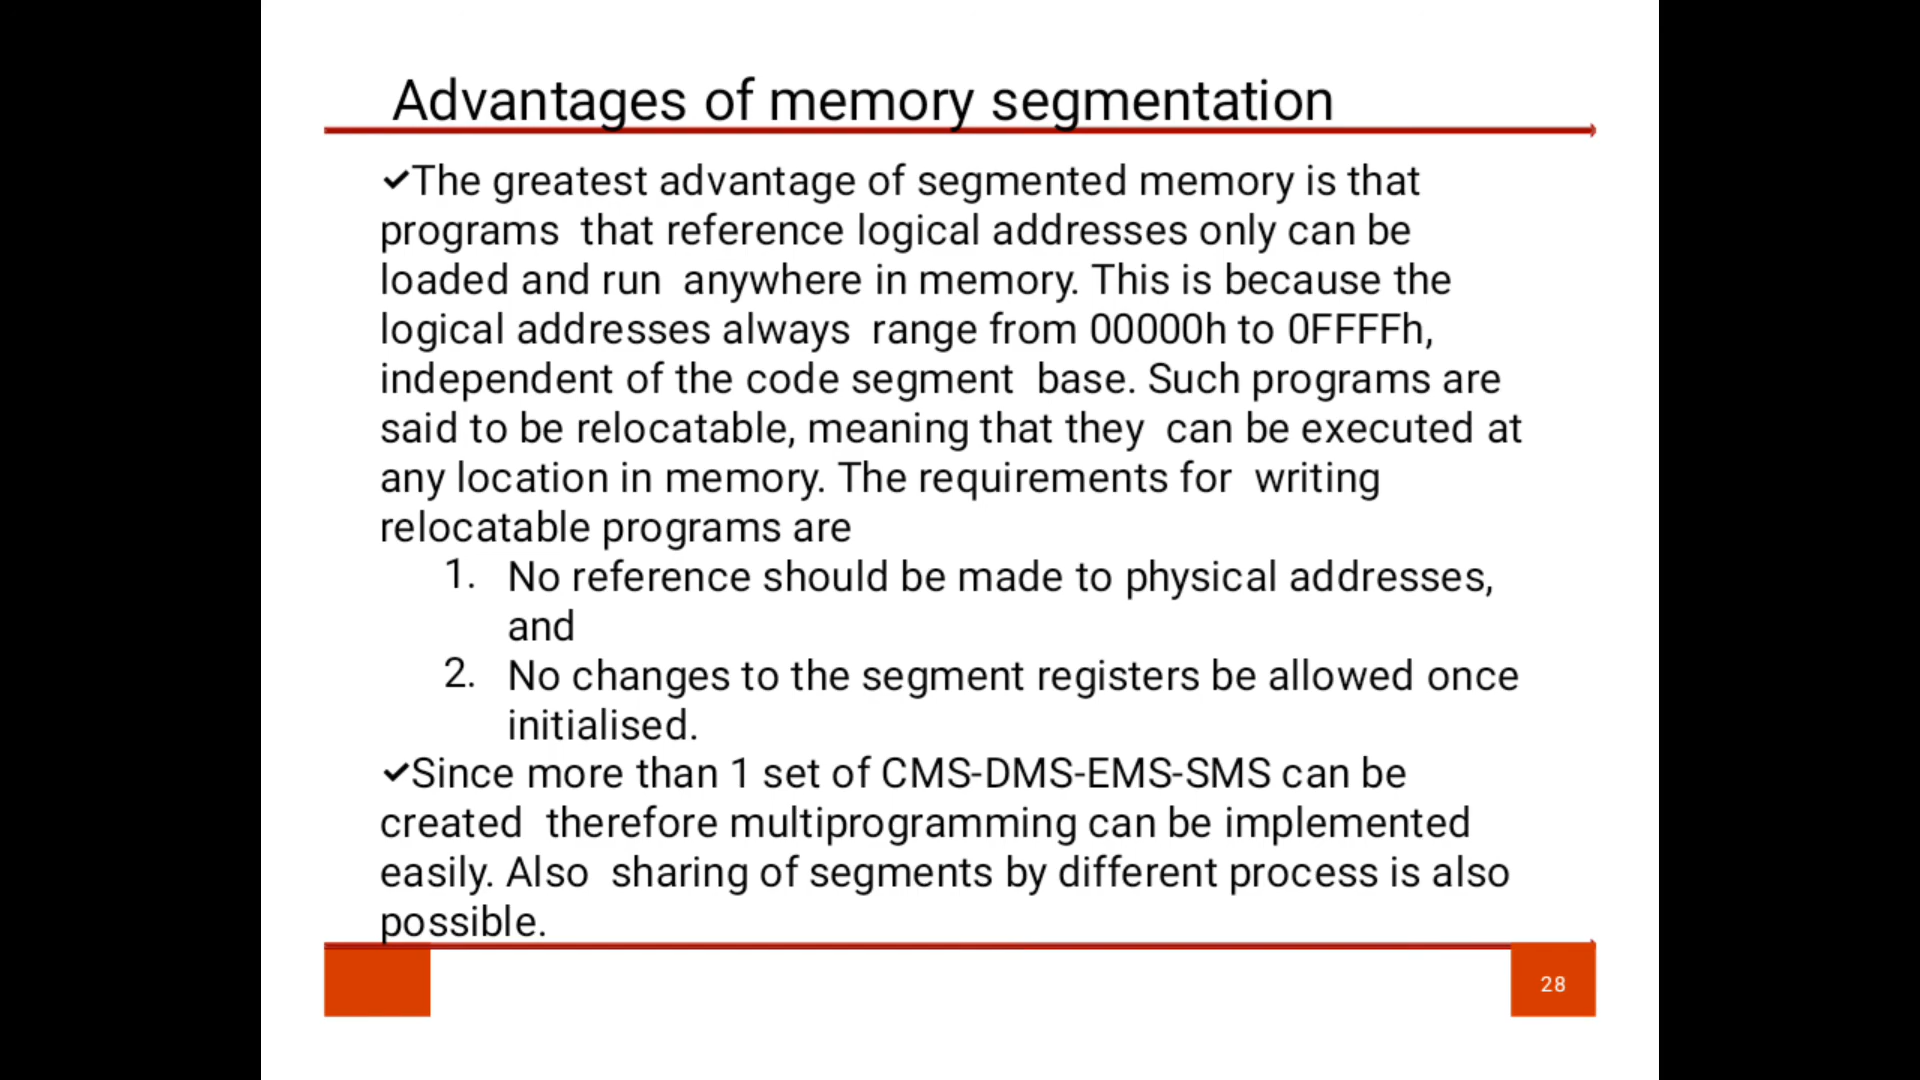 Advantages of memory segmentation
✓The greatest advantage of segmented memory is that
programs that reference logical addresses only can be
loaded and run anywhere in memory. This is because the
logical addresses always range from 00000h to 0FFFFh,
independent of the code segment base. Such programs are
said to be relocatable, meaning that they can be executed at
any location in memory. The requirements for writing
relocatable programs are
1. No reference should be made to physical addresses,
and
2. No changes to the segment registers be allowed once
initialised.
✓Since more than 1 set of CMS-DMS-EMS-SMS can be
created therefore multiprogramming can be implemented
easily. Also sharing of segments by different process is also
possible.
28